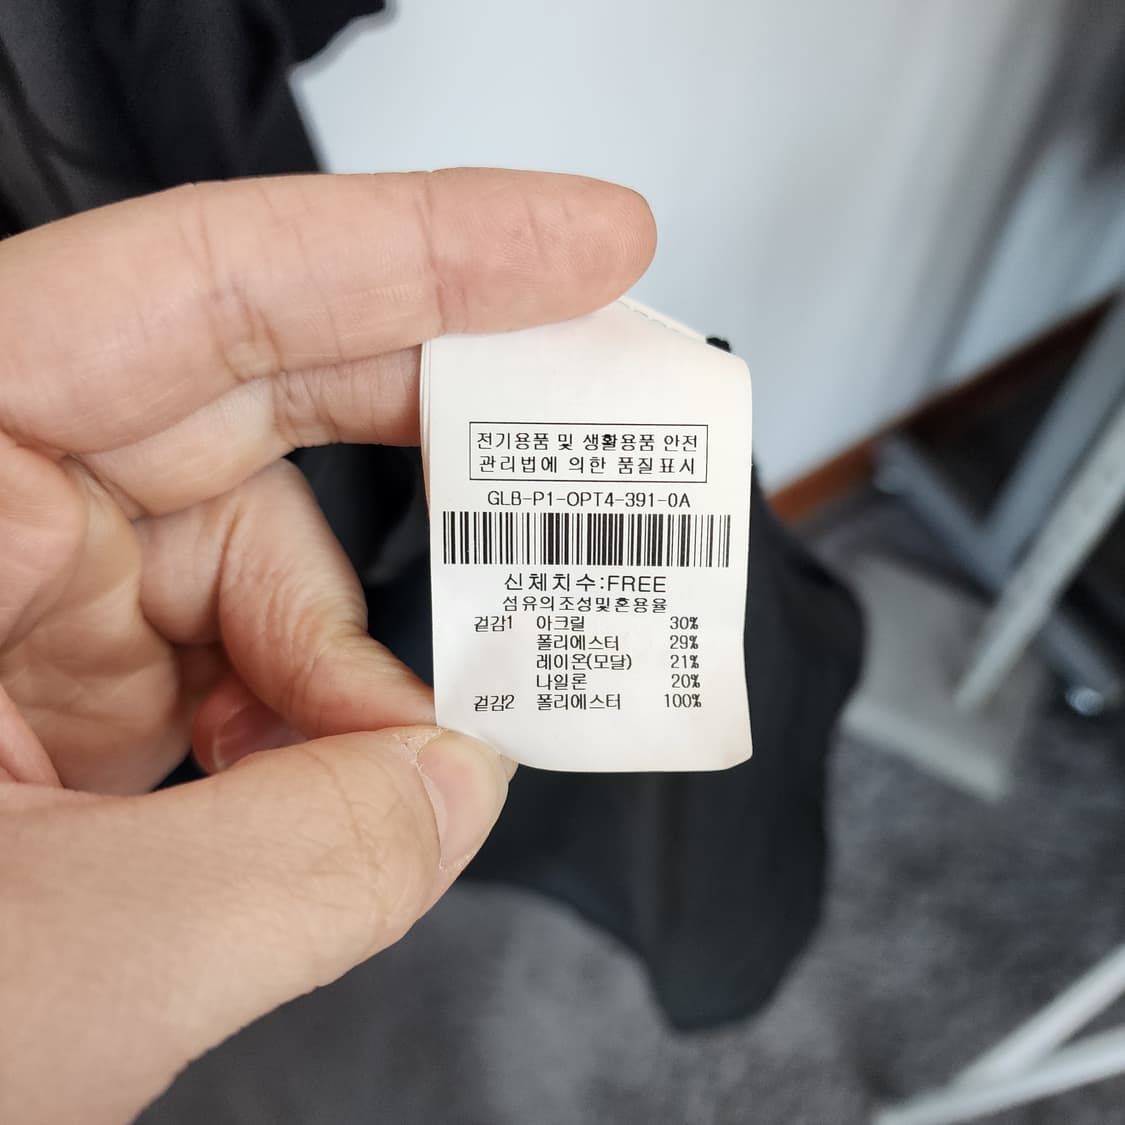 전기용품 및 생활용품 안전
관리법에 의한 품질표시
GLB-P1-OPT4-391-0A
신체치수:FREE
섬유의조성및혼용율
겉감1 아크릴 30%
폴리에스터 29%
레이온(모달) 21%
나일론 20%
겉감2 폴리에스터 100%